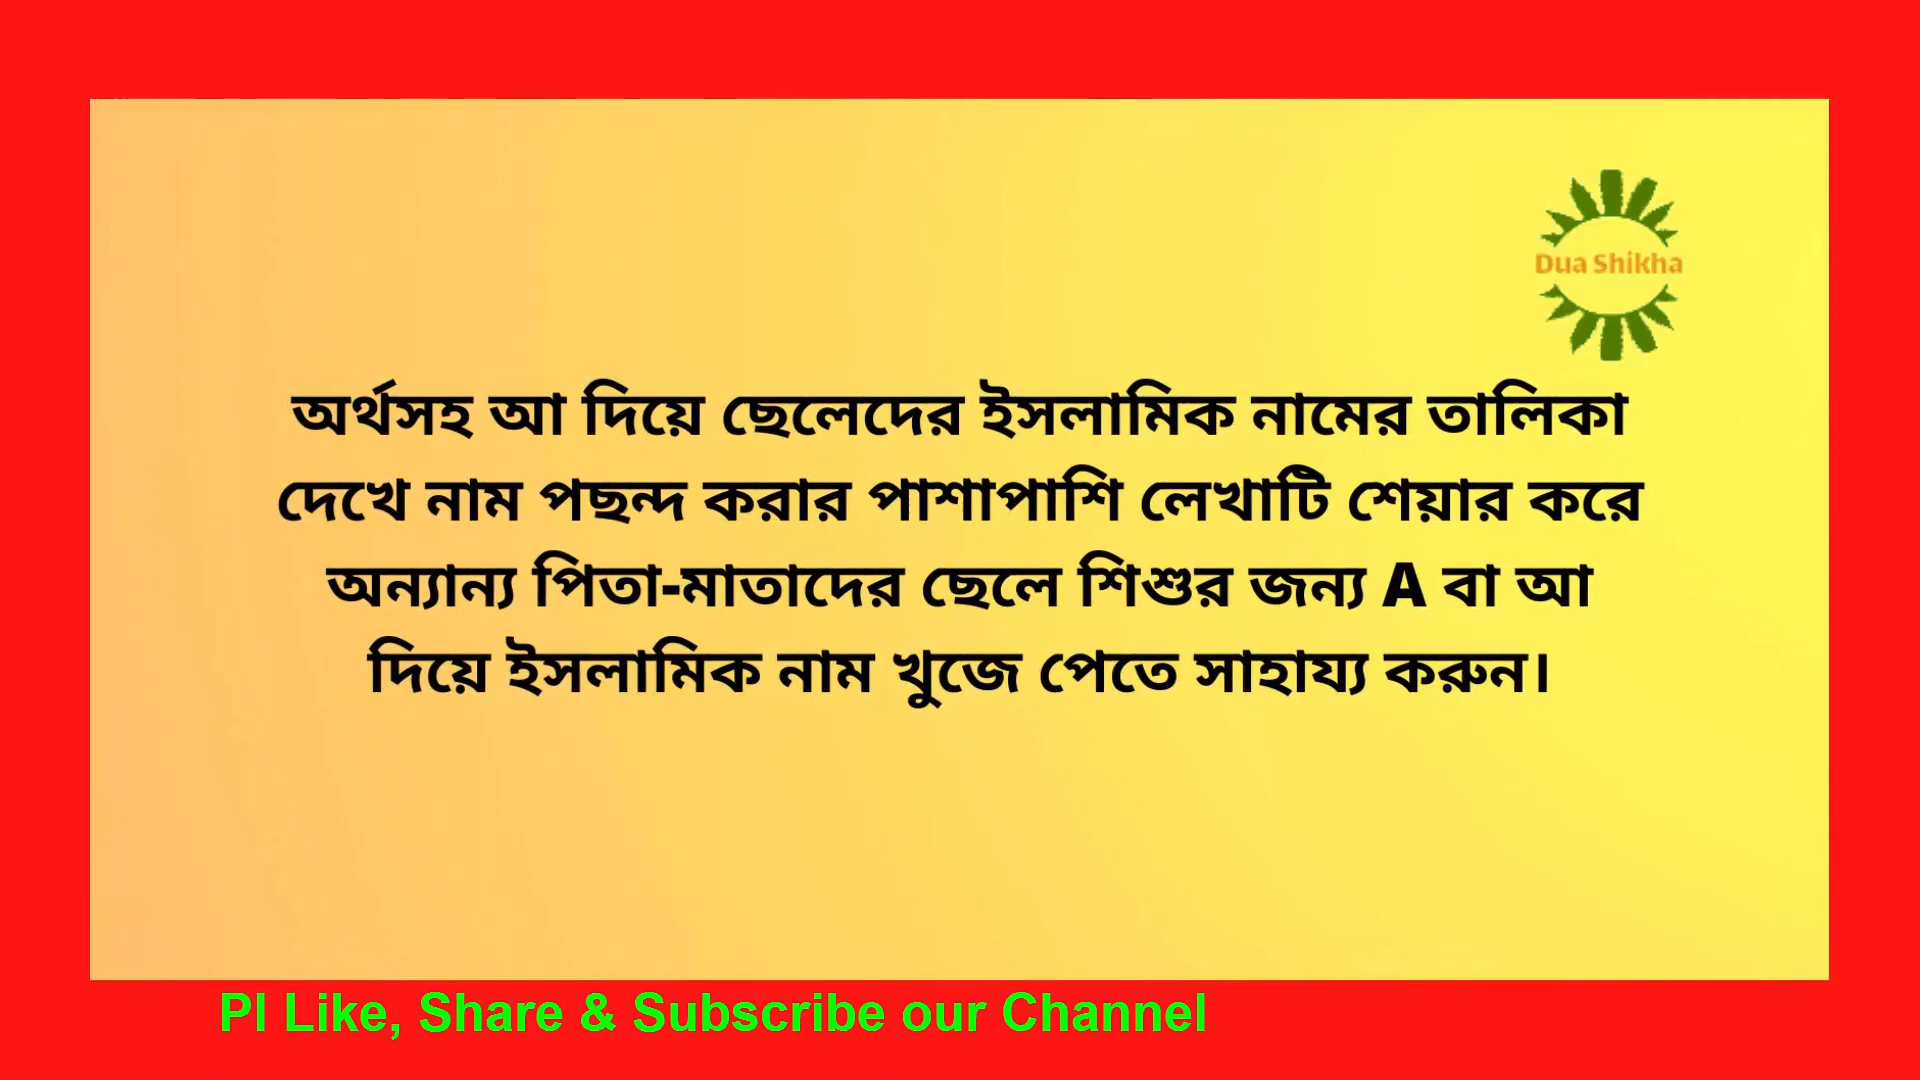 Dua Shikha
অর্থসহ আ দিয়ে ছেলেদের ইসলামিক নামের তালিকা
দেখে নাম পছন্দ করার পাশাপাশি লেখাটি শেয়ার করে
অন্যান্য পিতা-মাতাদের ছেলে শিশুর জন্য A বা আ
দিয়ে ইসলামিক নাম খুজে পেতে সাহায্য করুন।
Pl Like, Share & Subscribe our Channel